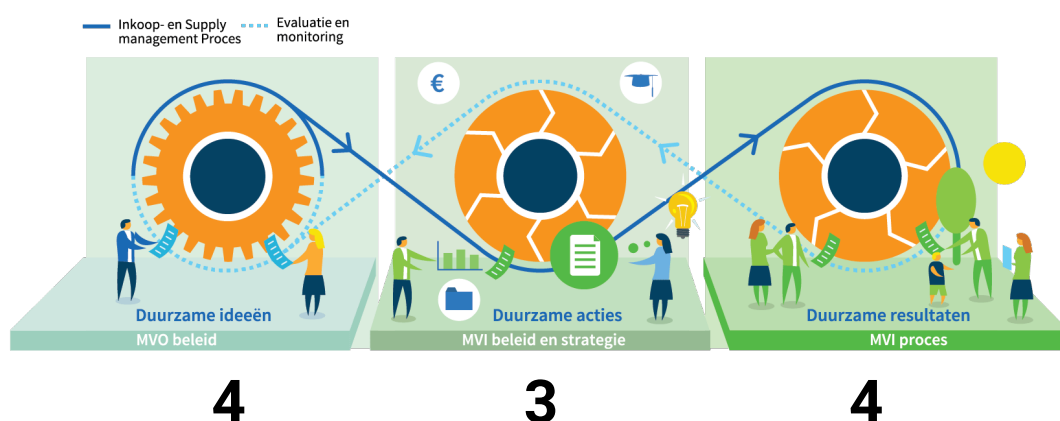 Inkoop- en Supply
management Proces
Evaluatie en
monitoring
€
Duurzame ideeën
MVO beleid
Duurzame acties
MVI beleid en strategie
Duurzame resultaten
MVI proces
4
3
4